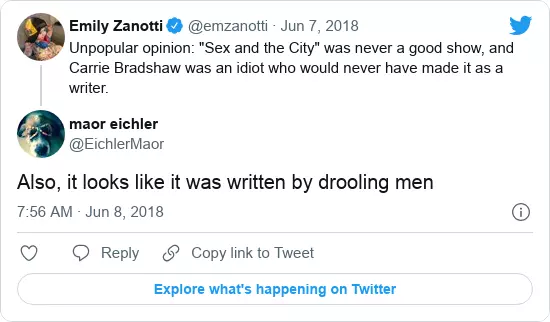 Emily Zanotti @emzanotti · Jun 7, 2018
Unpopular opinion: "Sex and the City" was never a good show, and
Carrie Bradshaw was an idiot who would never have made it as a
writer.
maor eichler
@EichlerMaor
Also, it looks like it was written by drooling men
7:56 AM · Jun 8, 2018
Reply Copy link to Tweet
Explore what's happening on Twitter